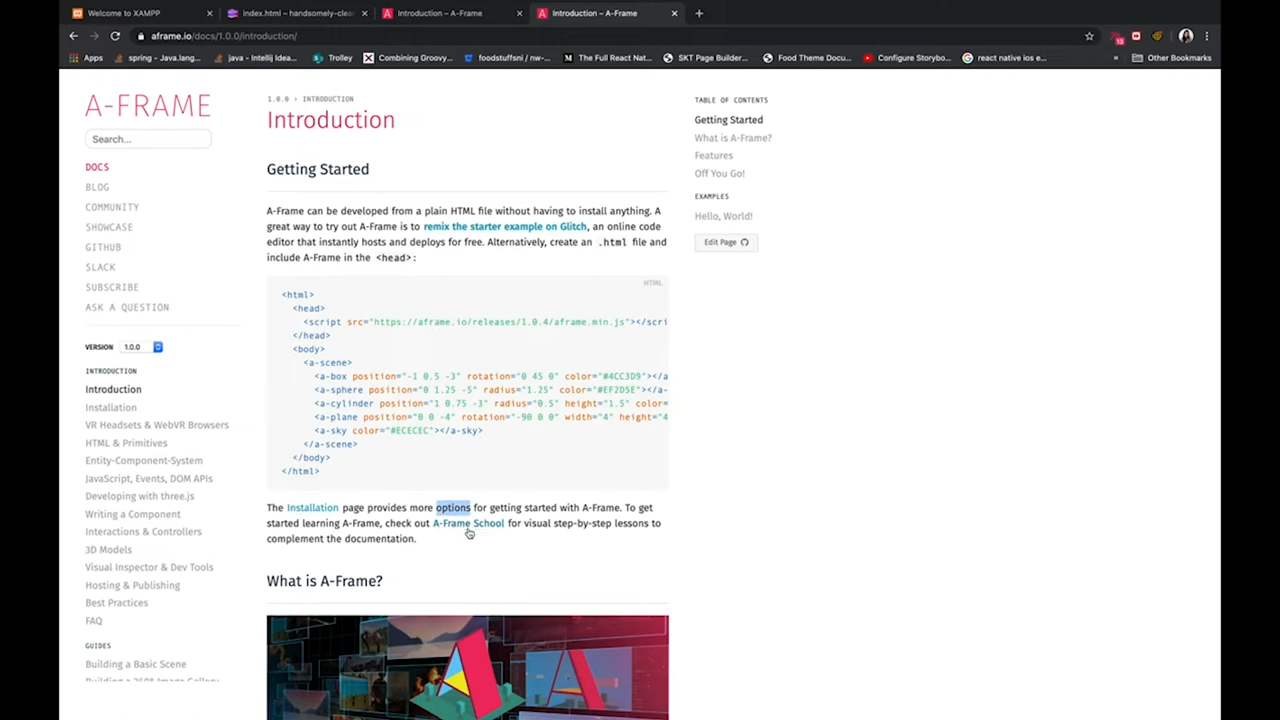 Welcome to XAMPP
index.html – handsomely-clea
Introduction – A-Frame
Introduction – A-Frame
aframe.io/docs/1.0.0/introduction/
13
Apps
spring - Java.lang...
java - Intellij Idea...
Trolley
Combining Groovy...
foodstuffsni / nw-...
The Full React Nat...
SKT Page Builder...
Food Theme Docu...
Configure Storybo...
react native ios e...
»
Other Bookmarks
A-FRAME
Search...
DOCS
BLOG
COMMUNITY
SHOWCASE
GITHUB
SLACK
SUBSCRIBE
ASK A QUESTION
VERSION 1.0.0
INTRODUCTION
Introduction
Installation
VR Headsets & WebVR Browsers
HTML & Primitives
Entity-Component-System
JavaScript, Events, DOM APIs
Developing with three.js
Writing a Component
Interactions & Controllers
3D Models
Visual Inspector & Dev Tools
Hosting & Publishing
Best Practices
FAQ
GUIDES
Building a Basic Scene
Building a 360° Image Gallery
1.0.0 › INTRODUCTION
Introduction
Getting Started
A-Frame can be developed from a plain HTML file without having to install anything. A
great way to try out A-Frame is to remix the starter example on Glitch, an online code
editor that instantly hosts and deploys for free. Alternatively, create an .html file and
include A-Frame in the <head>:
HTML
<html>
<head>
<script src="https://aframe.io/releases/1.0.4/aframe.min.js"></scri
</head>
<body>
<a-scene>
<a-box position="-1 0.5 -3" rotation="0 45 0" color="#4CC3D9"></a
<a-sphere position="0 1.25 -5" radius="1.25" color="#EF2D5E"></a-
<a-cylinder position="1 0.75 -3" radius="0.5" height="1.5" color=
<a-plane position="0 0 -4" rotation="-90 0 0" width="4" height="4
<a-sky color="#ECECEC"></a-sky>
</a-scene>
</body>
</html>
The Installation page provides more options for getting started with A-Frame. To get
started learning A-Frame, check out A-Frame School for visual step-by-step lessons to
complement the documentation.
What is A-Frame?
TABLE OF CONTENTS
Getting Started
What is A-Frame?
Features
Off You Go!
EXAMPLES
Hello, World!
Edit Page